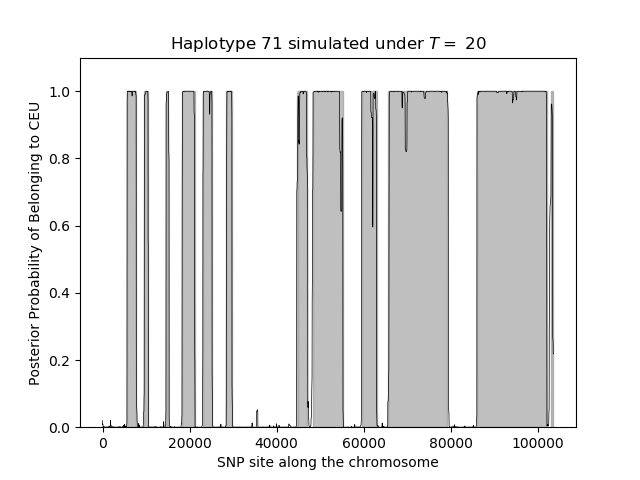 Haplotype 71 simulated under T = 20
Posterior Probability of Belonging to CEU
1.0
0.8
0.6
0.4
0.2
0.0
0 20000 40000 60000 80000 100000
SNP site along the chromosome